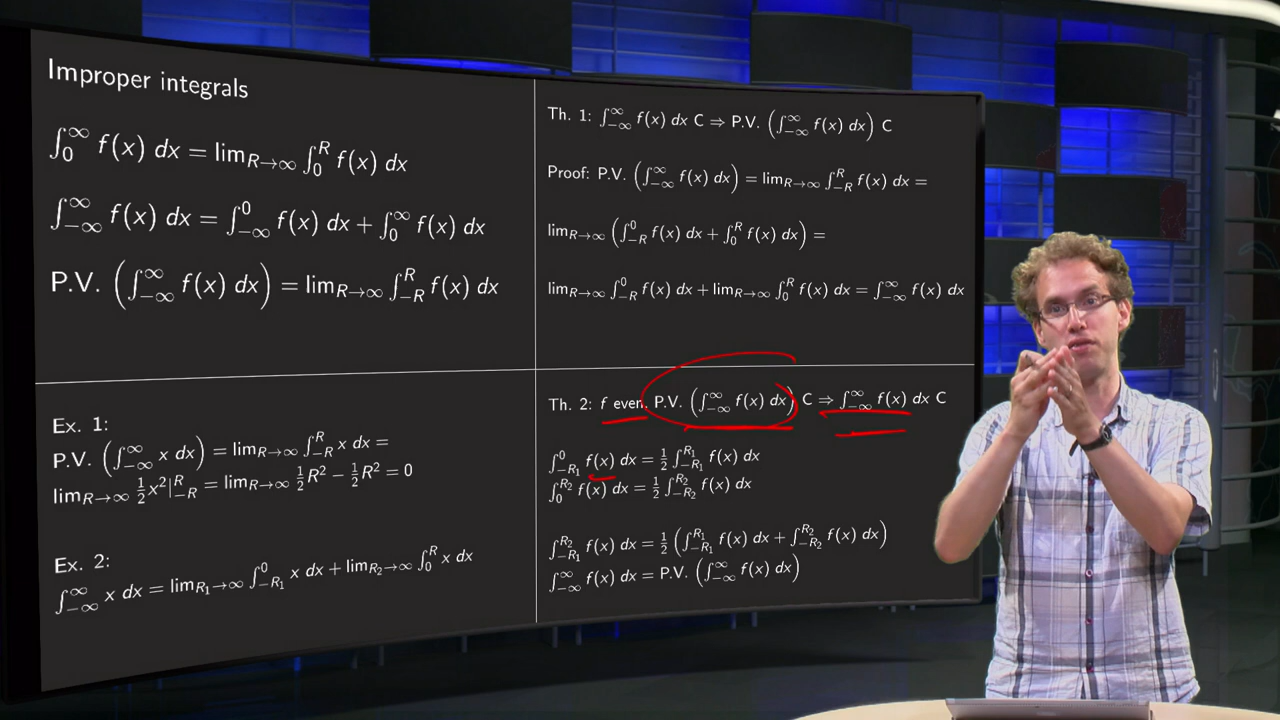 Improper integrals
∫₀^∞ f(x) dx = lim_{R→∞} ∫₀^R f(x) dx
∫_{−∞}^∞ f(x) dx = ∫_{−∞}^0 f(x) dx + ∫₀^∞ f(x) dx
P.V. (∫_{−∞}^∞ f(x) dx) = lim_{R→∞} ∫_{−R}^R f(x) dx
Th. 1: ∫_{−∞}^∞ f(x) dx C ⇒ P.V. (∫_{−∞}^∞ f(x) dx) C
Proof: P.V. (∫_{−∞}^∞ f(x) dx) = lim_{R→∞} ∫_{−R}^R f(x) dx =
lim_{R→∞} (∫_{−R}^0 f(x) dx + ∫₀^R f(x) dx) =
lim_{R→∞} ∫_{−R}^0 f(x) dx + lim_{R→∞} ∫₀^R f(x) dx = ∫_{−∞}^∞ f(x) dx
Ex. 1:
P.V. (∫_{−∞}^∞ x dx) = lim_{R→∞} ∫_{−R}^R x dx =
lim_{R→∞} ½x²|_{−R}^R = lim_{R→∞} ½R² − ½R² = 0
Ex. 2:
∫_{−∞}^∞ x dx = lim_{R₁→∞} ∫_{−R₁}^0 x dx + lim_{R₂→∞} ∫₀^R x dx
Th. 2: f even, P.V. (∫_{−∞}^∞ f(x) dx) C ⇒ ∫_{−∞}^∞ f(x) dx C
∫_{−R₁}^0 f(x) dx = ½ ∫_{−R₁}^{R₁} f(x) dx
∫₀^{R₂} f(x) dx = ½ ∫_{−R₂}^{R₂} f(x) dx
∫_{−R₁}^{R₂} f(x) dx = ½ (∫_{−R₁}^{R₁} f(x) dx + ∫_{−R₂}^{R₂} f(x) dx)
∫_{−∞}^∞ f(x) dx = P.V. (∫_{−∞}^∞ f(x) dx)